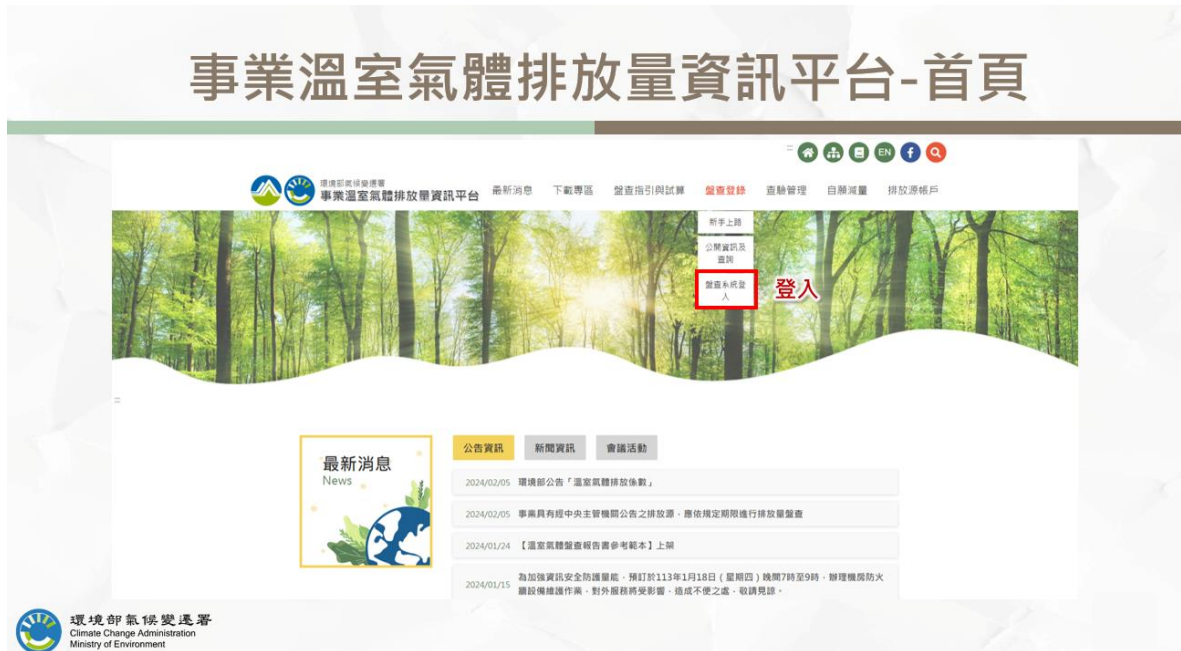 事業溫室氣體排放量資訊平台-首頁
EN
環境部氣候變遷署
事業溫室氣體排放量資訊平台
最新消息 下載專區 盤查指引與試算 盤查登錄 查驗管理 自願減量 排放源帳戶
新手上路
公開資訊及
查詢
盤查系統登
入
登入
最新消息
News
公告資訊 新聞資訊 會議活動
2024/02/05 環境部公告「溫室氣體排放係數」
2024/02/05 事業具有經中央主管機關公告之排放源，應依規定期限進行排放量盤查
2024/01/24 【溫室氣體盤查報告書參考範本】上架
2024/01/15 為加強資訊安全防護量能，預訂於113年1月18日(星期四)晚間7時至9時，辦理機房防火
牆設備維護作業，對外服務將受影響，造成不便之處，敬請見諒。
環境部氣候變遷署
Climate Change Administration
Ministry of Environment